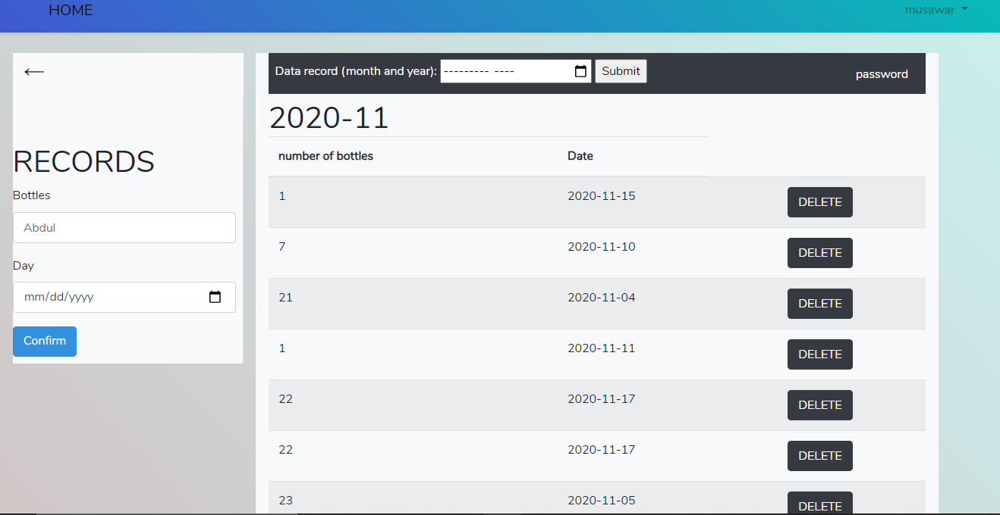 HOME
musawar
←
RECORDS
Bottles
Abdul
Day
mm/dd/yyyy
Confirm
Data record (month and year): --------- ---- Submit
password
2020-11
number of bottles Date
1 2020-11-15 DELETE
7 2020-11-10 DELETE
21 2020-11-04 DELETE
1 2020-11-11 DELETE
22 2020-11-17 DELETE
22 2020-11-17 DELETE
23 2020-11-05 DELETE